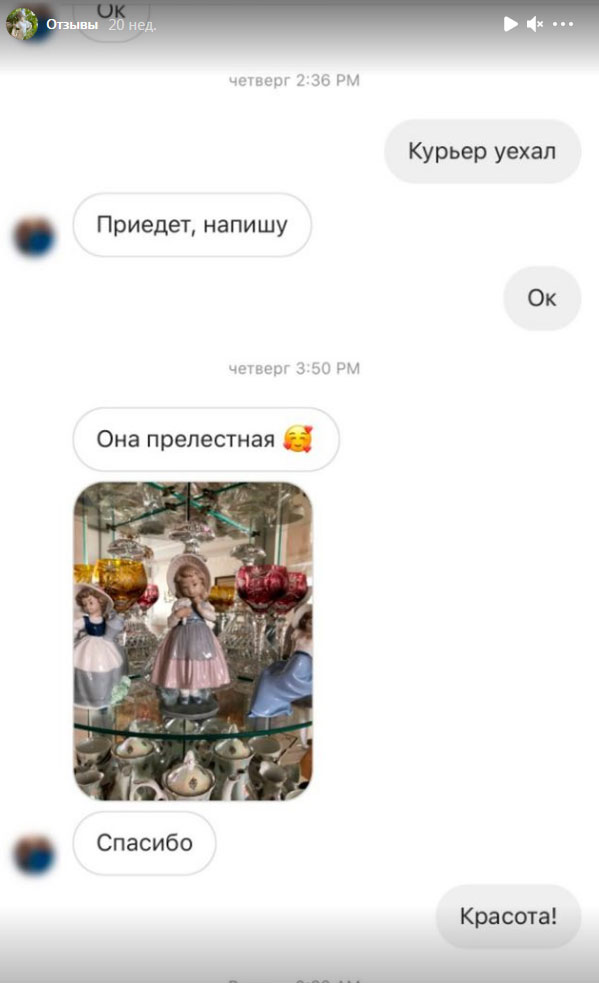 Ок
Отзывы 20 нед.
четверг 2:36 PM
Курьер уехал
Приедет, напишу
Ок
четверг 3:50 PM
Она прелестная 🥰
Спасибо
Красота!